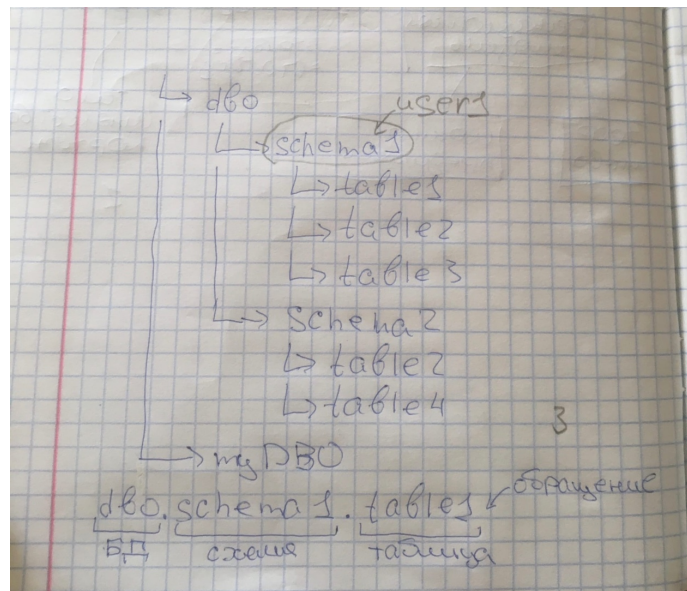 dbo
user1
schema1
table1
table2
table3
schema2
table2
table4
3
myDBO
dbo.schema1.table1
обращение
БД схема таблица